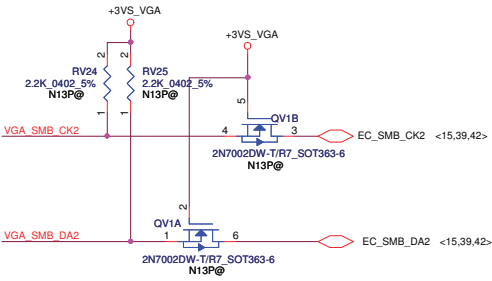 +3VS_VGA
+3VS_VGA
2
2
RV24
2.2K_0402_5%
N13P@
RV25
2.2K_0402_5%
N13P@
1
1
5
QV1B
VGA_SMB_CK2
4
3
EC_SMB_CK2 <15,39,42>
2N7002DW-T/R7_SOT363-6
N13P@
2
QV1A
VGA_SMB_DA2
1
6
EC_SMB_DA2 <15,39,42>
2N7002DW-T/R7_SOT363-6
N13P@